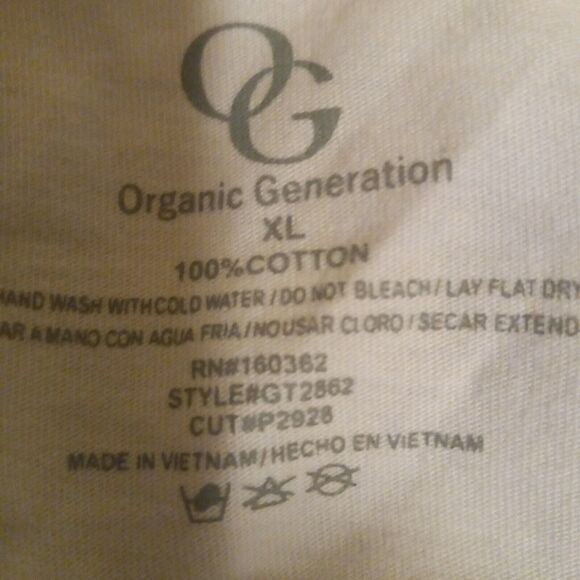 OG
Organic Generation
XL
100%COTTON
HAND WASH WITH COLD WATER / DO NOT BLEACH / LAY FLAT DRY
AR A MANO CON AGUA FRIA / NO USAR CLORO / SECAR EXTEND
RN#160362
STYLE#GT2862
CUT#P2928
MADE IN VIETNAM / HECHO EN VIETNAM